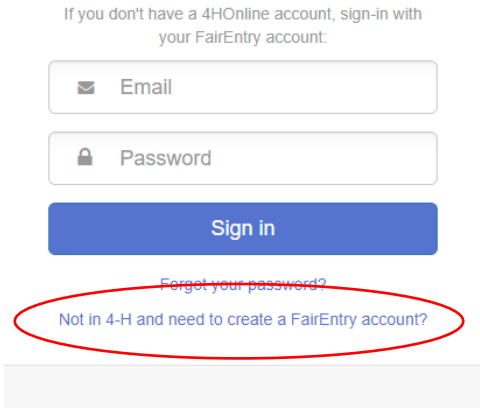 If you don't have a 4HOnline account, sign-in with
your FairEntry account:
Email
Password
Sign in
Forgot your password?
Not in 4-H and need to create a FairEntry account?